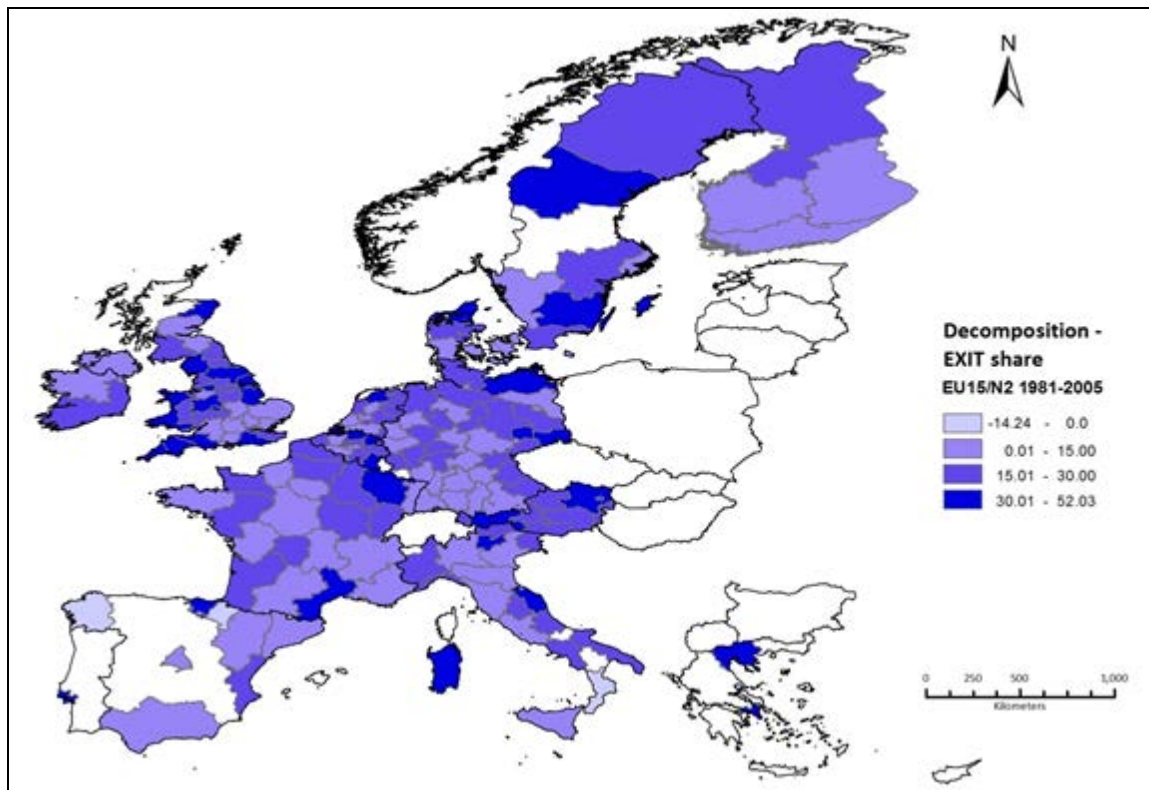 N
Decomposition -
EXIT share
EU15/N2 1981-2005
-14.24 - 0.0
0.01 - 15.00
15.01 - 30.00
30.01 - 52.03
0 250 500 1,000
Kilometers